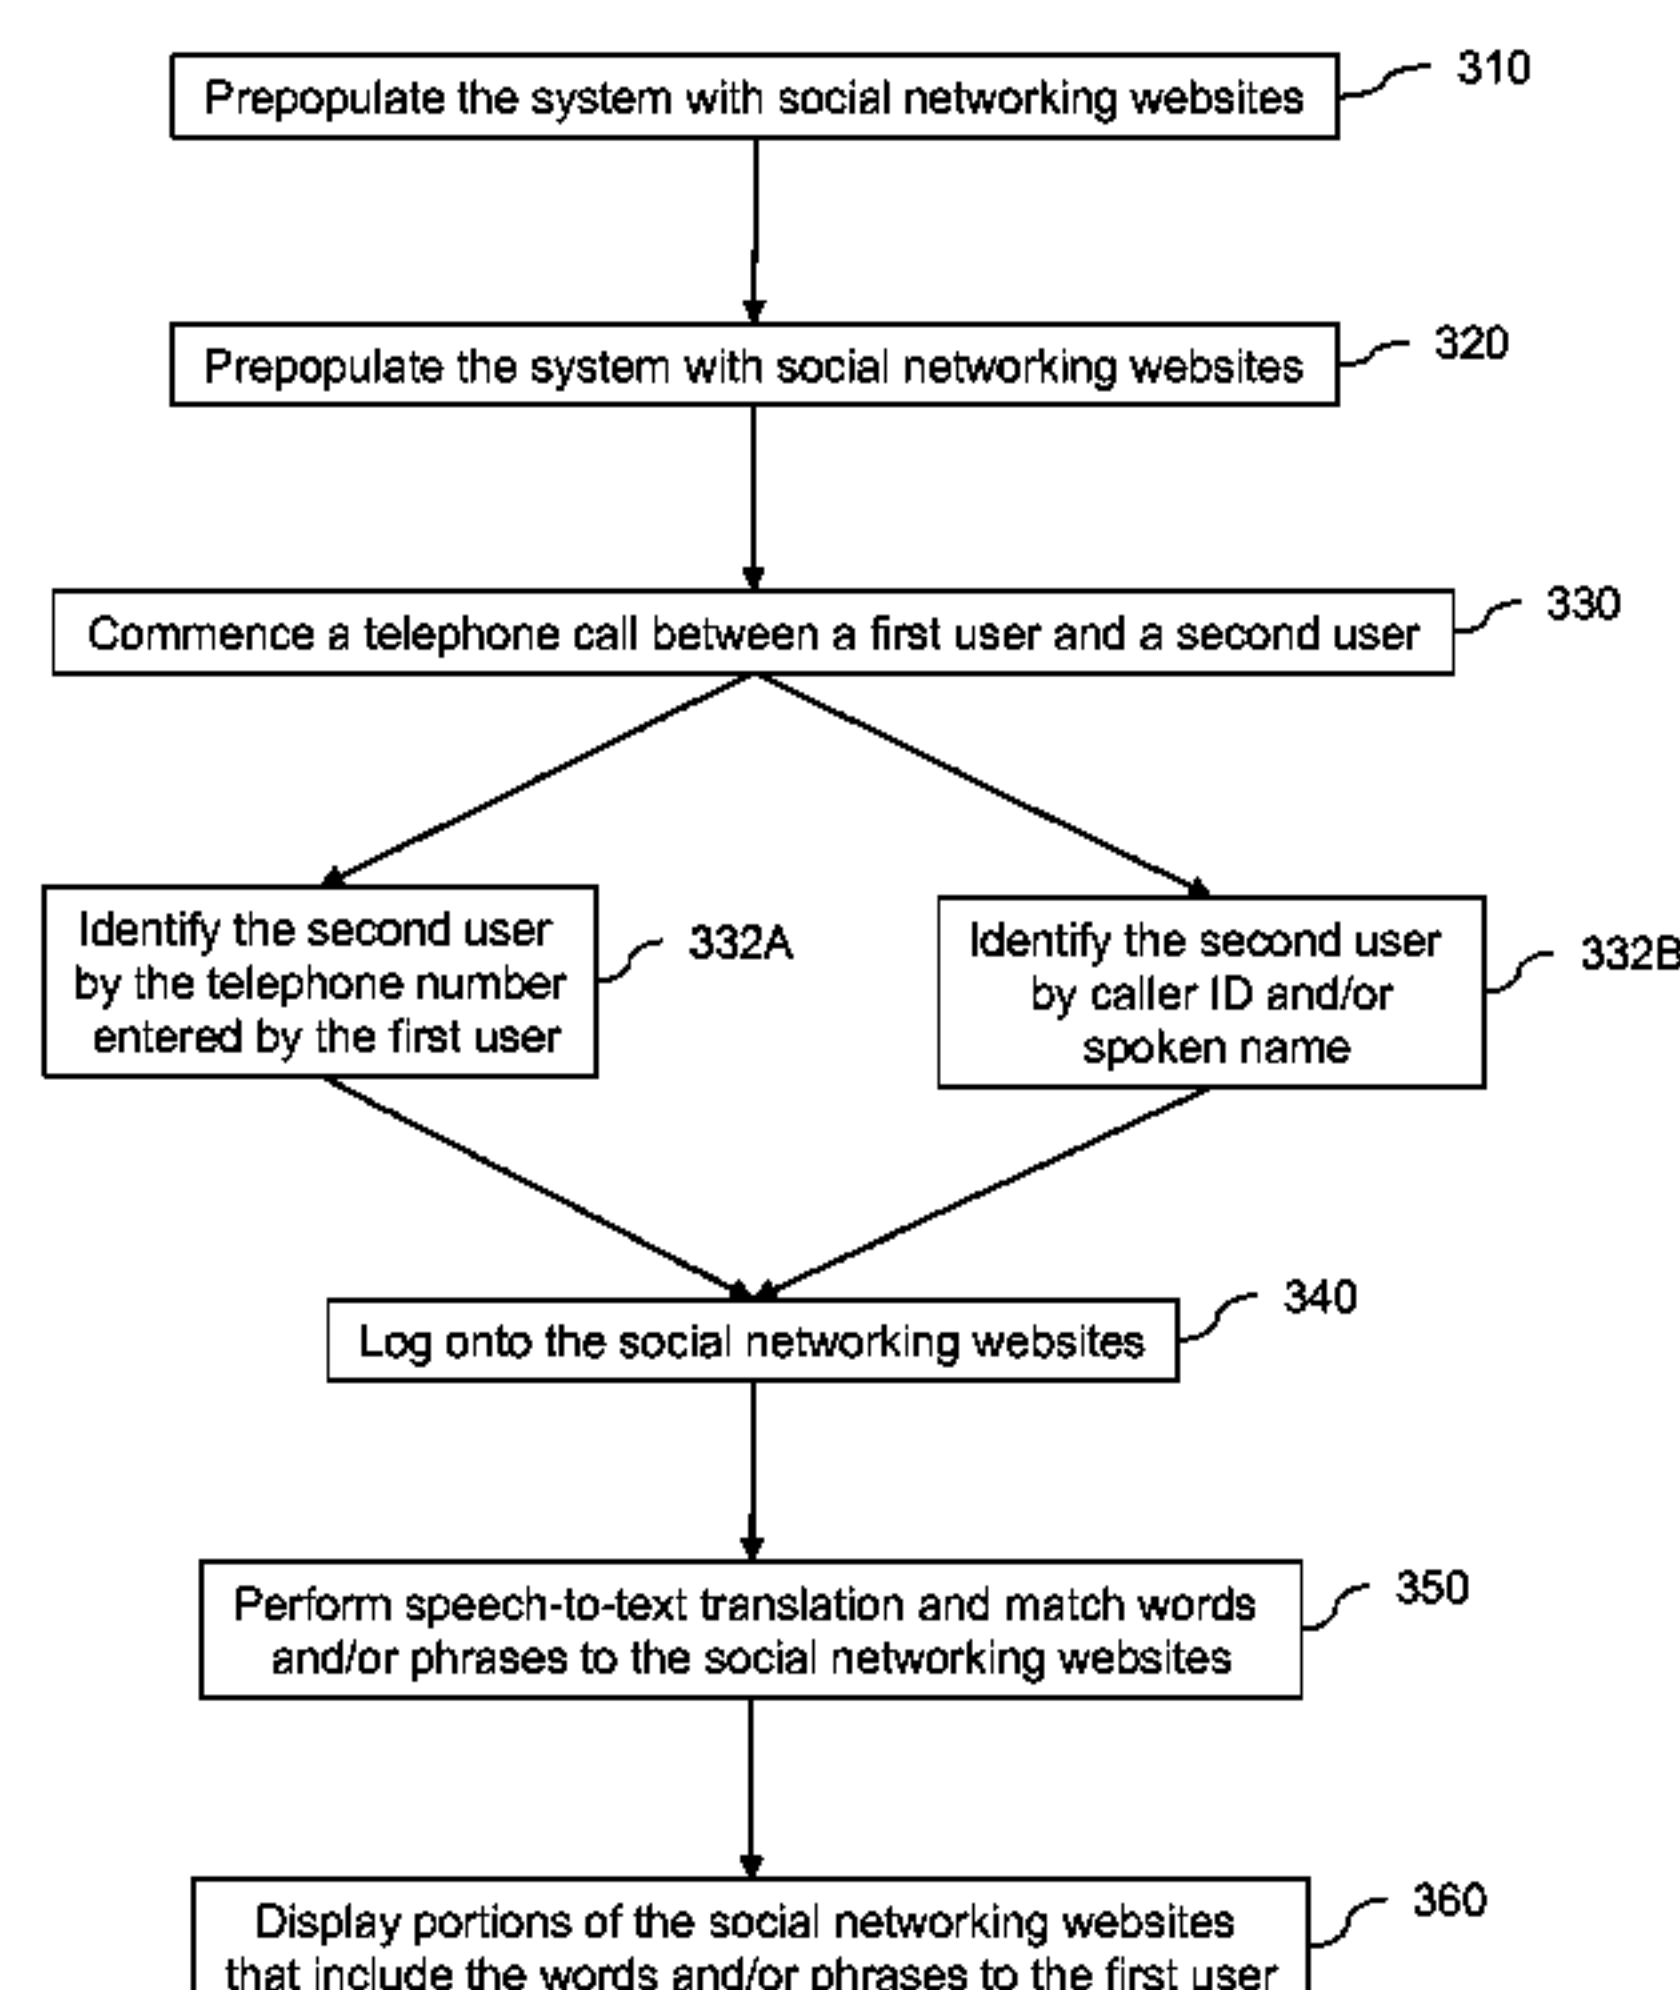 Prepopulate the system with social networking websites
310
Prepopulate the system with social networking websites
320
Commence a telephone call between a first user and a second user
330
Identify the second user
by the telephone number
entered by the first user
332A
Identify the second user
by caller ID and/or
spoken name
332B
Log onto the social networking websites
340
Perform speech-to-text translation and match words
and/or phrases to the social networking websites
350
Display portions of the social networking websites
that include the words and/or phrases to the first user
360